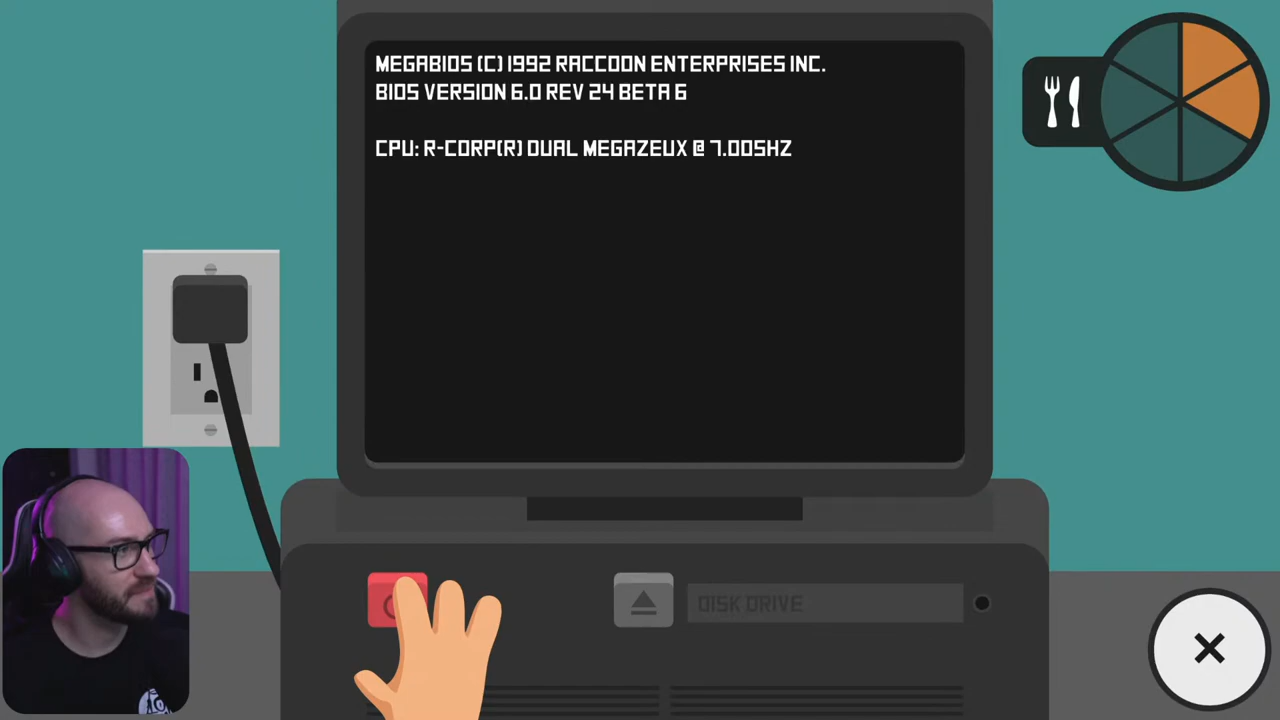 MEGABIOS (C) 1992 RACCOON ENTERPRISES INC.
BIOS VERSION 6.0 REV 24 BETA 6
CPU: R-CORP(R) DUAL MEGAZEUX @ 7.005HZ
DISK DRIVE